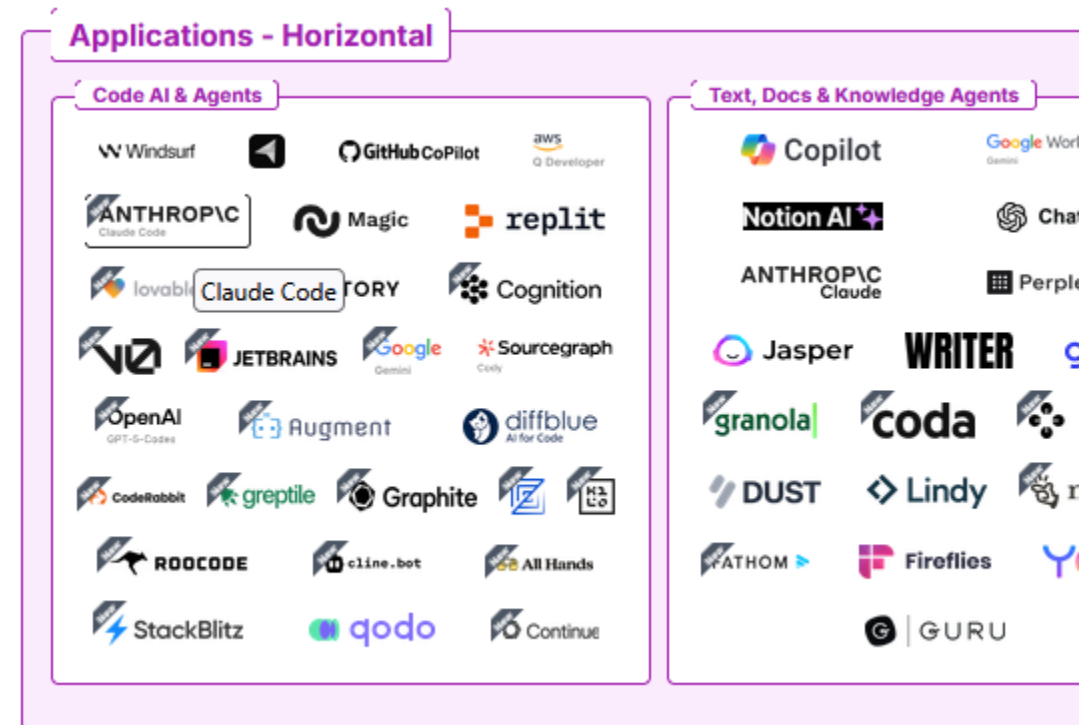 Applications - Horizontal
Code AI & Agents
Windsurf GitHub CoPilot aws
Q Developer
ANTHROP\C Magic replit
Claude Code
lovabl Claude Code TORY Cognition
v0 JETBRAINS Google Sourcegraph
Gemini Cody
OpenAI Augment diffblue
GPT-5-Codex AI for Code
CodeRabbit greptile Graphite
ROOCODE cline.bot All Hands
StackBlitz qodo Continue
Text, Docs & Knowledge Agents
Copilot Google Work
Gemini
Notion AI Chat
ANTHROP\C Perple
Claude
Jasper WRITER g
granola coda
DUST Lindy n
FATHOM Fireflies Y
G GURU